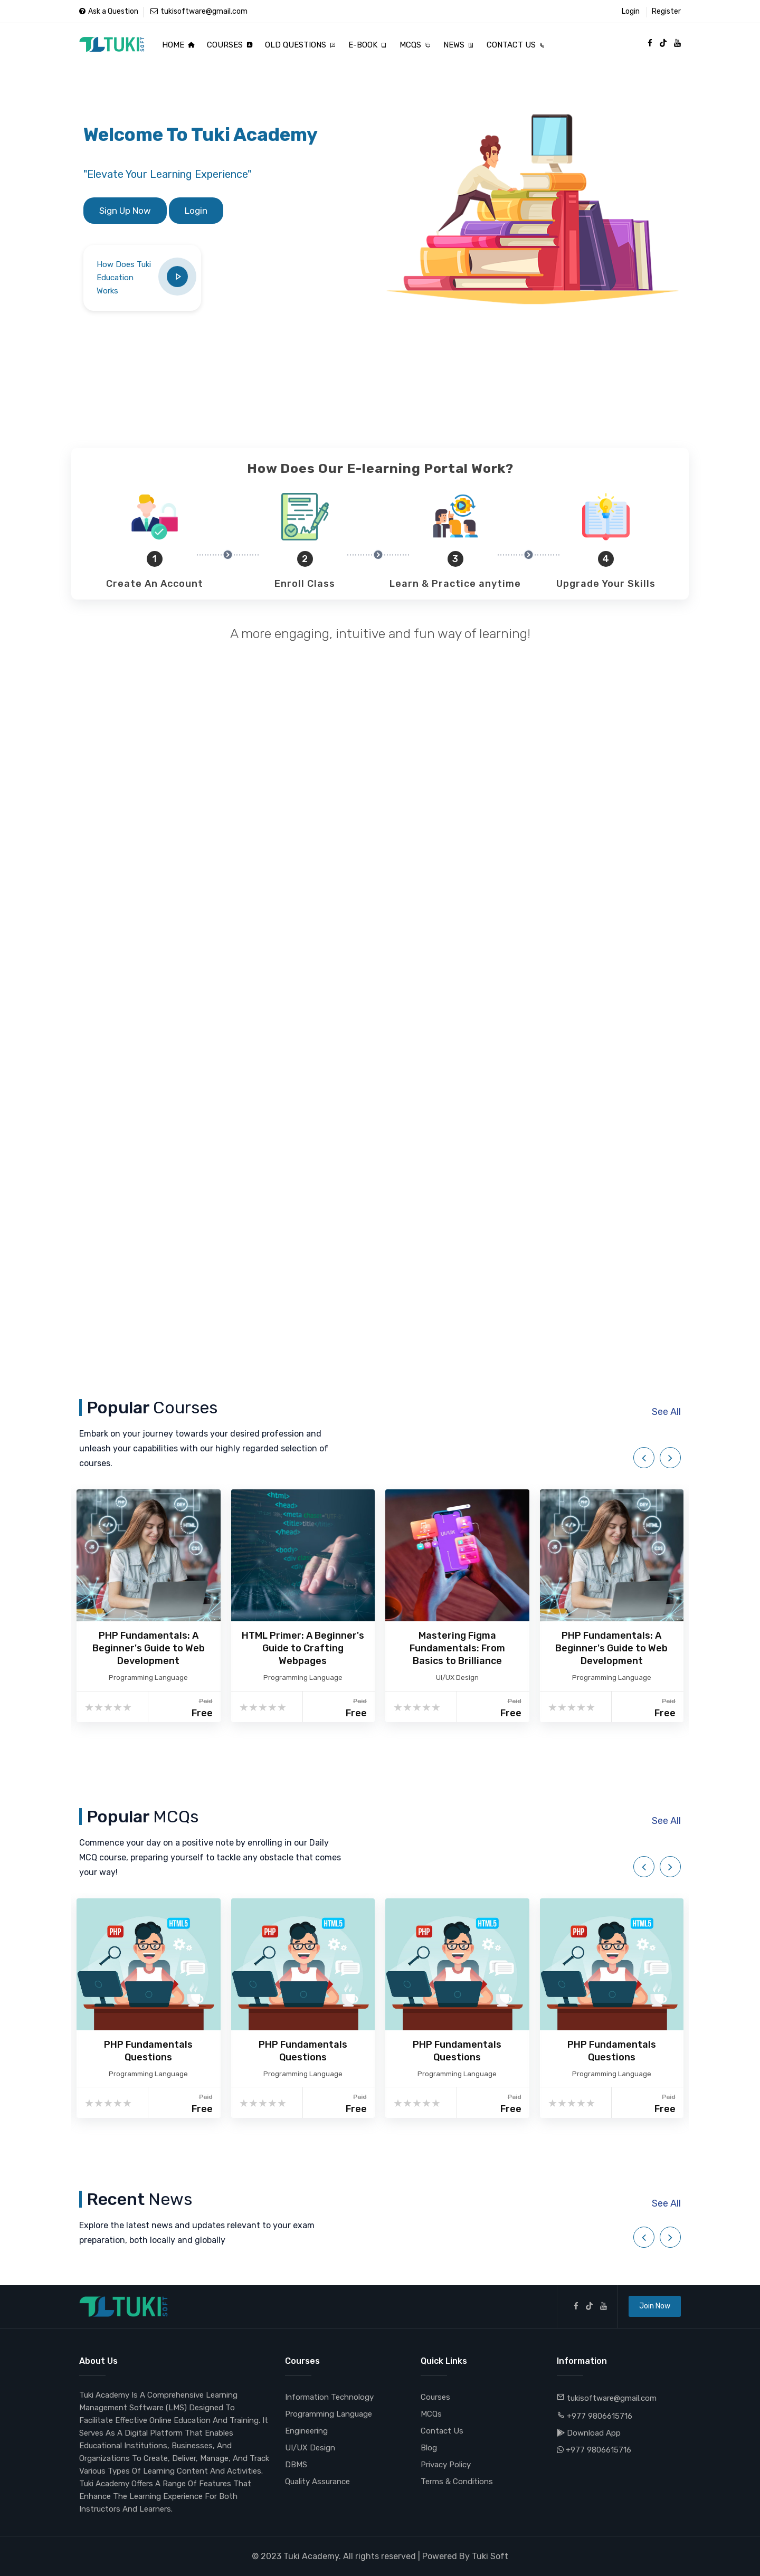 Ask a Question
tukisoftware@gmail.com
Login
Register
TUKI SOFT
HOME
COURSES
OLD QUESTIONS
E-BOOK
MCQS
NEWS
CONTACT US
Welcome To Tuki Academy
"Elevate Your Learning Experience"
Sign Up Now
Login
How Does Tuki
Education
Works
How Does Our E-learning Portal Work?
1
2
3
4
Create An Account
Enroll Class
Learn & Practice anytime
Upgrade Your Skills
A more engaging, intuitive and fun way of learning!
Popular Courses
See All
Embark on your journey towards your desired profession and
unleash your capabilities with our highly regarded selection of
courses.
PHP Fundamentals: A
Beginner's Guide to Web
Development
Programming Language
Paid
Free
HTML Primer: A Beginner's
Guide to Crafting
Webpages
Programming Language
Paid
Free
Mastering Figma
Fundamentals: From
Basics to Brilliance
UI/UX Design
Paid
Free
PHP Fundamentals: A
Beginner's Guide to Web
Development
Programming Language
Paid
Free
Popular MCQs
See All
Commence your day on a positive note by enrolling in our Daily
MCQ course, preparing yourself to tackle any obstacle that comes
your way!
PHP
HTML5
PHP Fundamentals
Questions
Programming Language
Paid
Free
PHP
HTML5
PHP Fundamentals
Questions
Programming Language
Paid
Free
PHP
HTML5
PHP Fundamentals
Questions
Programming Language
Paid
Free
PHP
HTML5
PHP Fundamentals
Questions
Programming Language
Paid
Free
Recent News
See All
Explore the latest news and updates relevant to your exam
preparation, both locally and globally
TUKI SOFT
Join Now
About Us
Tuki Academy Is A Comprehensive Learning
Management Software (LMS) Designed To
Facilitate Effective Online Education And Training. It
Serves As A Digital Platform That Enables
Educational Institutions, Businesses, And
Organizations To Create, Deliver, Manage, And Track
Various Types Of Learning Content And Activities.
Tuki Academy Offers A Range Of Features That
Enhance The Learning Experience For Both
Instructors And Learners.
Courses
Information Technology
Programming Language
Engineering
UI/UX Design
DBMS
Quality Assurance
Quick Links
Courses
MCQs
Contact Us
Blog
Privacy Policy
Terms & Conditions
Information
tukisoftware@gmail.com
+977 9806615716
Download App
+977 9806615716
© 2023 Tuki Academy. All rights reserved | Powered By Tuki Soft